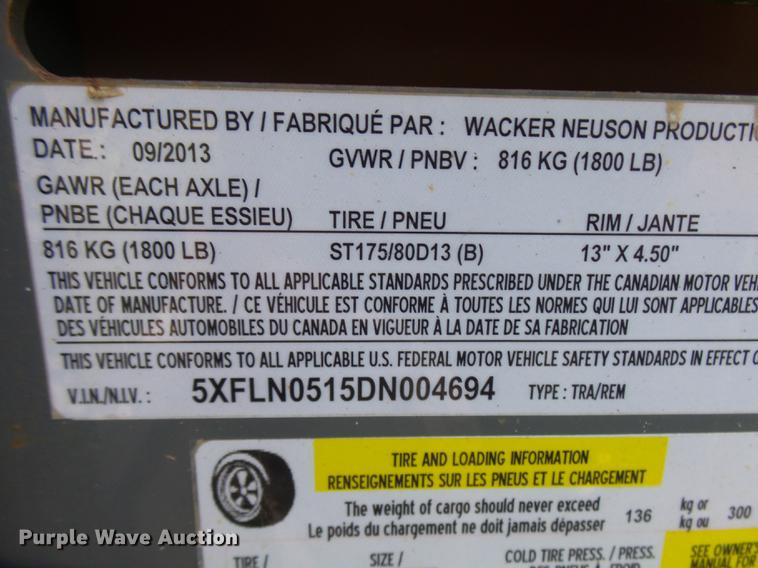 MANUFACTURED BY / FABRIQUÉ PAR : WACKER NEUSON
DATE: 09/2013 GVWR / PNBV : 816 KG (1800 LB)
GAWR (EACH AXLE) /
PNBE (CHAQUE ESSIEU) TIRE / PNEU RIM / JANTE
816 KG (1800 LB) ST175/80D13 (B) 13" X 4.50"
THIS VEHICLE CONFORMS TO ALL APPLICABLE STANDARDS PRESCRIBED UNDER THE CANADIAN MOTOR
DATE OF MANUFACTURE. / CE VÉHICULE EST CONFORME À TOUTES LES NORMES QUI LUI SONT APPLICABLES
DES VÉHICULES AUTOMOBILES DU CANADA EN VIGUEUR À LA DATE DE SA FABRICATION
THIS VEHICLE CONFORMS TO ALL APPLICABLE U.S. FEDERAL MOTOR VEHICLE SAFETY STANDARDS IN EFFECT
V.I.N./N.I.V. : 5XFLN0515DN004694 TYPE : TRA/REM
TIRE AND LOADING INFORMATION
RENSEIGNEMENTS SUR LES PNEUS ET LE CHARGEMENT
The weight of cargo should never exceed 136 kg or 300
Le poids du chargement ne doit jamais dépasser kg ou
TIRE / SIZE / COLD TIRE PRESS. / PRESS. SEE OWNER'S
MANUAL FOR
Purple Wave Auction